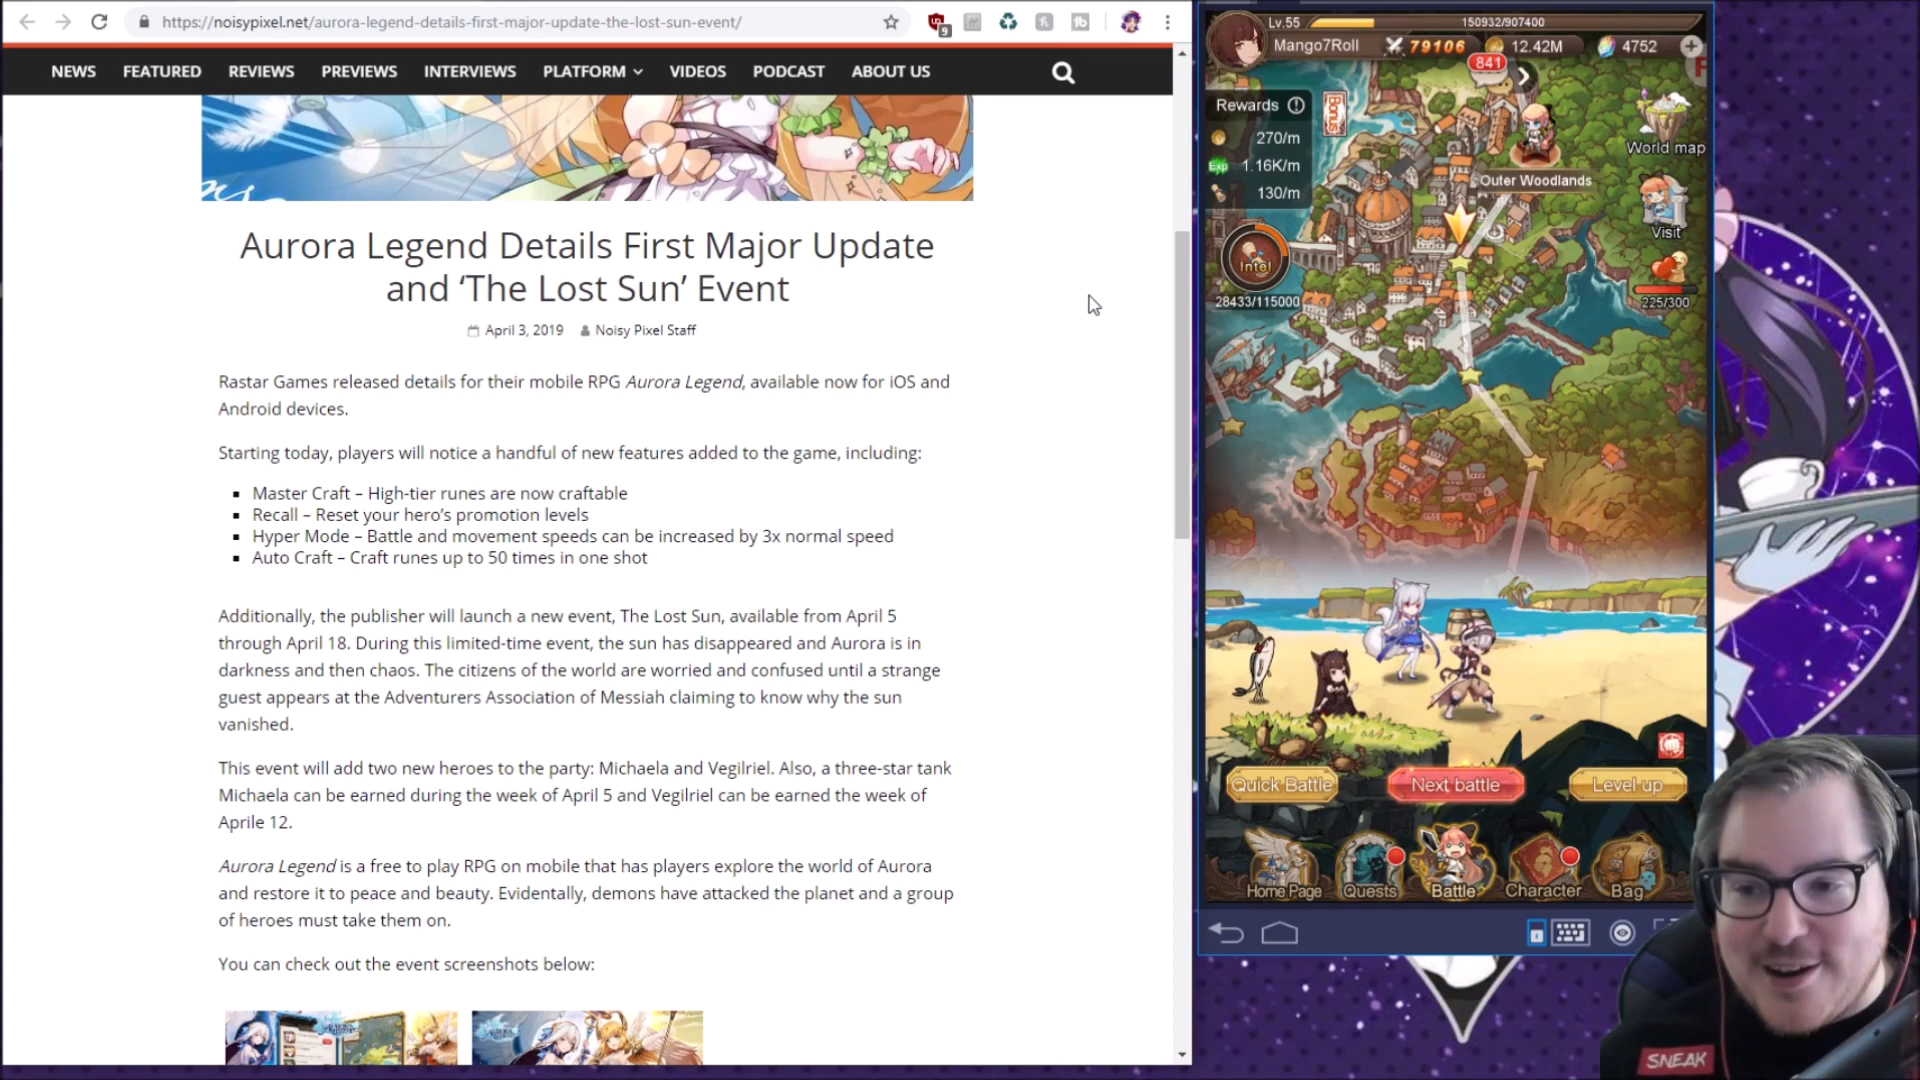 https://noisypixel.net/aurora-legend-details-first-major-update-the-lost-sun-event/
9
NEWS FEATURED REVIEWS PREVIEWS INTERVIEWS PLATFORM VIDEOS PODCAST ABOUT US
Aurora Legend Details First Major Update
and ‘The Lost Sun’ Event
April 3, 2019 Noisy Pixel Staff
Rastar Games released details for their mobile RPG Aurora Legend, available now for iOS and
Android devices.
Starting today, players will notice a handful of new features added to the game, including:
Master Craft – High-tier runes are now craftable
Recall – Reset your hero’s promotion levels
Hyper Mode – Battle and movement speeds can be increased by 3x normal speed
Auto Craft – Craft runes up to 50 times in one shot
Additionally, the publisher will launch a new event, The Lost Sun, available from April 5
through April 18. During this limited-time event, the sun has disappeared and Aurora is in
darkness and then chaos. The citizens of the world are worried and confused until a strange
guest appears at the Adventurers Association of Messiah claiming to know why the sun
vanished.
This event will add two new heroes to the party: Michaela and Vegilriel. Also, a three-star tank
Michaela can be earned during the week of April 5 and Vegilriel can be earned the week of
Aprile 12.
Aurora Legend is a free to play RPG on mobile that has players explore the world of Aurora
and restore it to peace and beauty. Evidentally, demons have attacked the planet and a group
of heroes must take them on.
You can check out the event screenshots below:
Lv.55 150932/907400
Mango7Roll 79106 12.42M 4752
841
Rewards
Bonus
270/m
Exp 1.16K/m
130/m
World map
Outer Woodlands
Visit
Intel
28433/115000
225/300
Quick Battle Next battle Level up
Home Page Quests Battle Character Bag
SNEAK